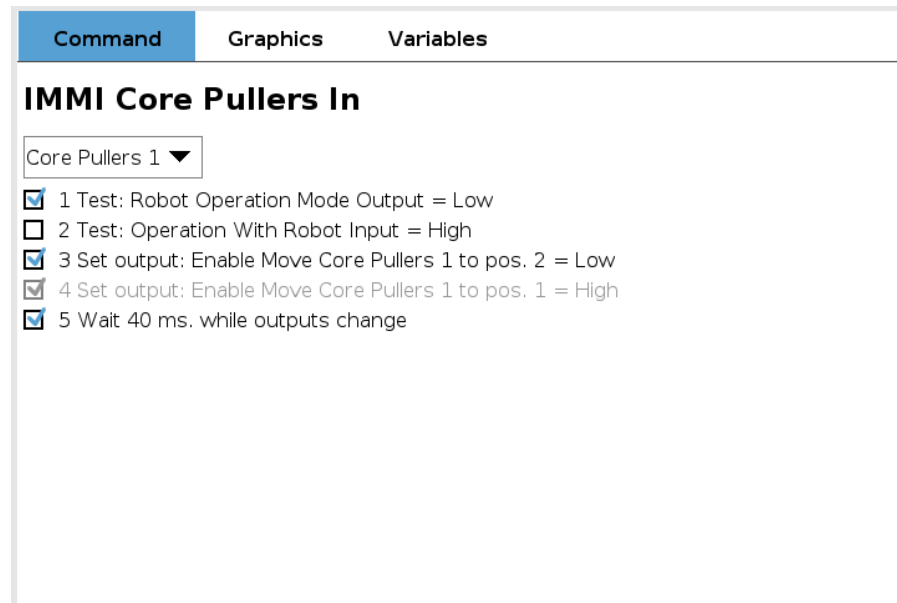 Command Graphics Variables
IMMI Core Pullers In
Core Pullers 1
1 Test: Robot Operation Mode Output = Low
2 Test: Operation With Robot Input = High
3 Set output: Enable Move Core Pullers 1 to pos. 2 = Low
4 Set output: Enable Move Core Pullers 1 to pos. 1 = High
5 Wait 40 ms. while outputs change